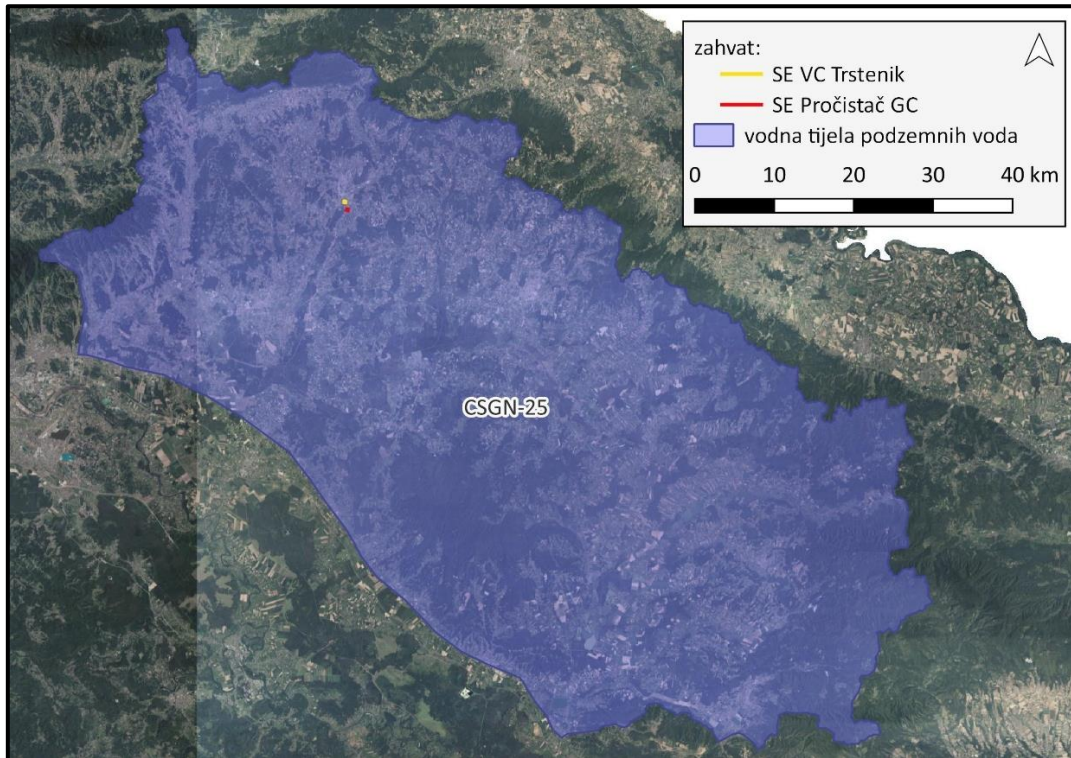 zahvat:
SE VC Trstenik
SE Pročistač GC
vodna tijela podzemnih voda
0 10 20 30 40 km
CSGN-25